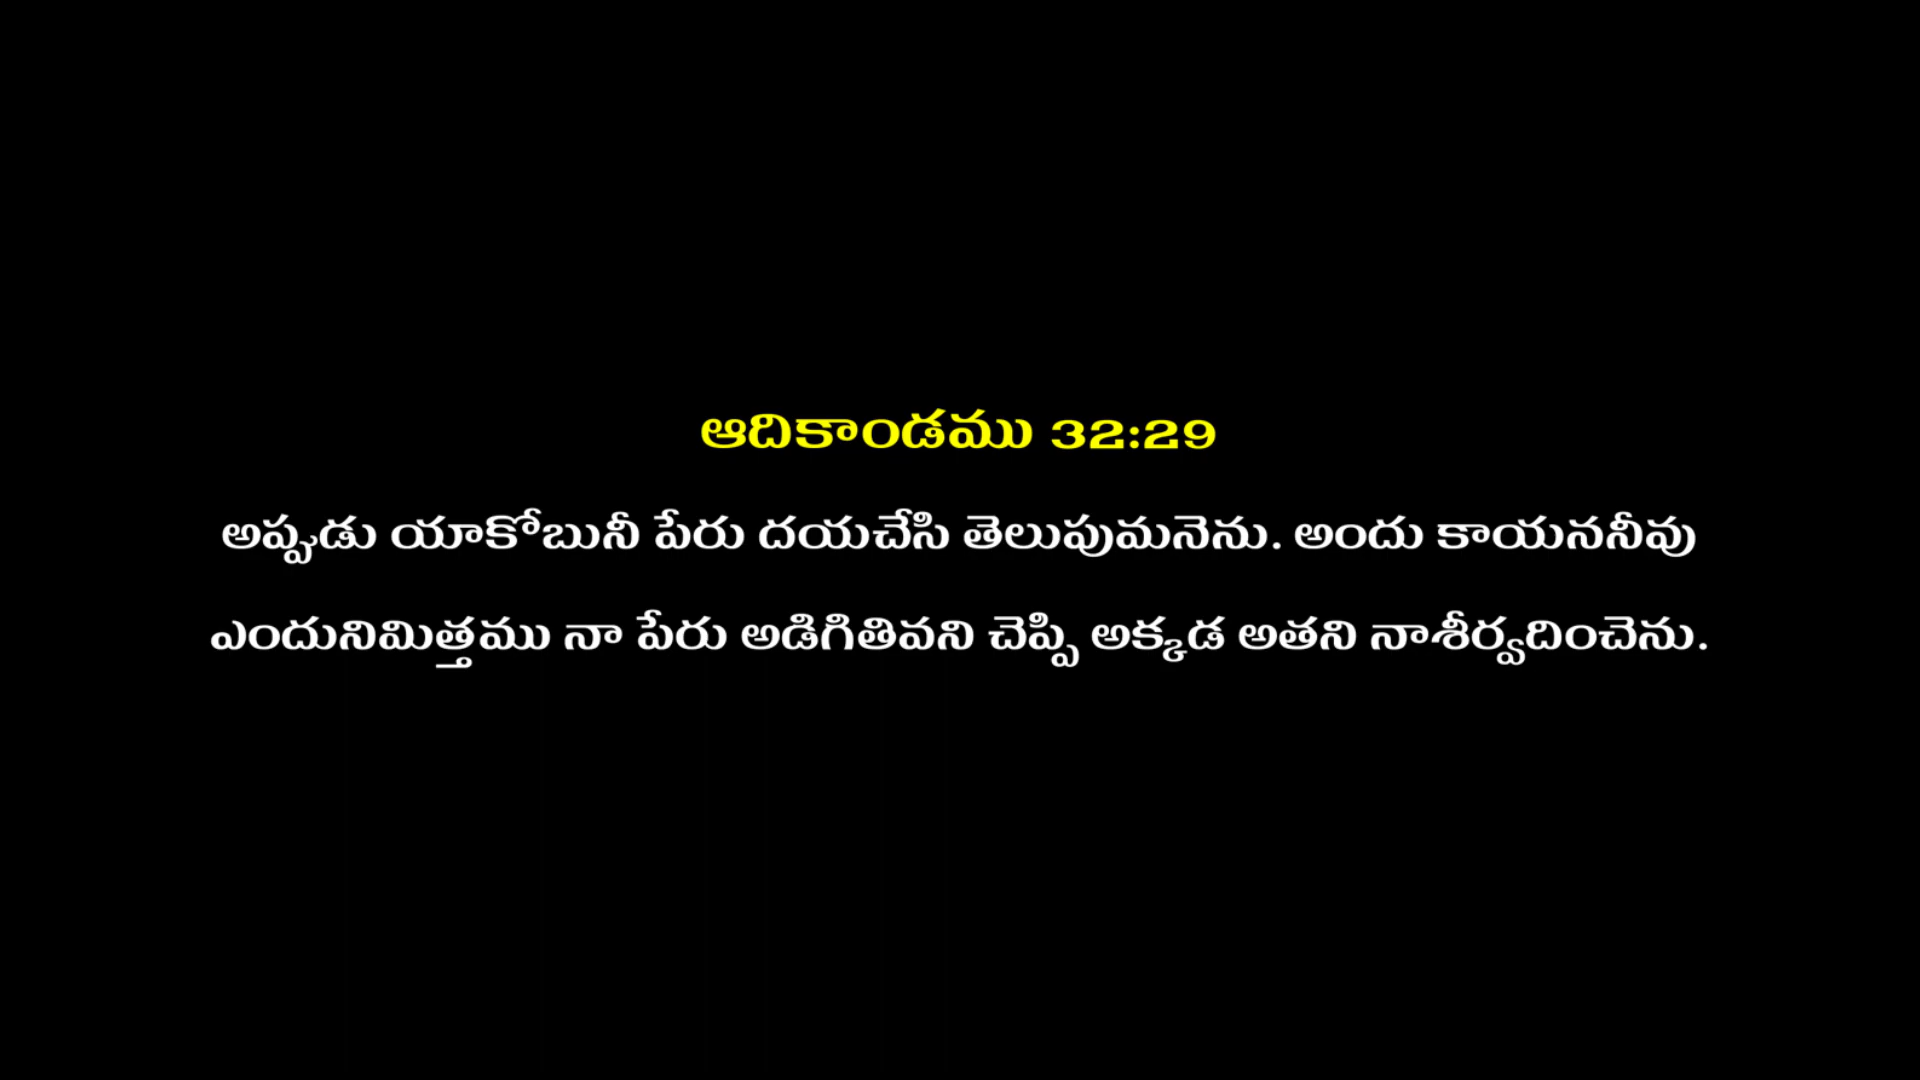 ఆదికాండము 32:29
అప్పుడు యాకోబునీ పేరు దయచేసి తెలుపుమనెను. అందు కాయననీవు
ఎందునిమిత్తము నా పేరు అడిగితివని చెప్పి అక్కడ అతని నాశీర్వదించెను.